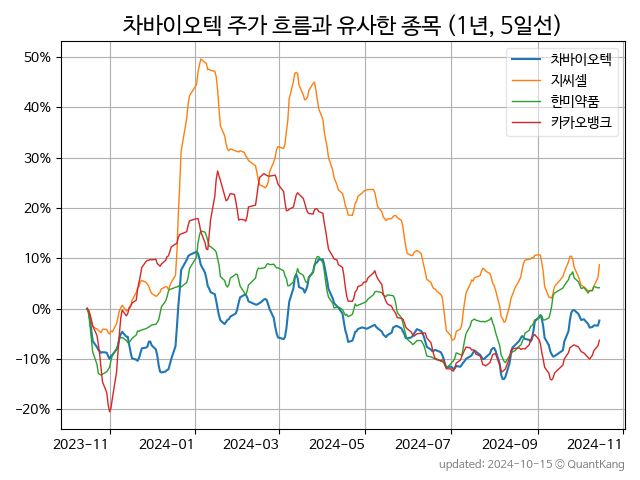 차바이오텍 주가 흐름과 유사한 종목 (1년, 5일선)
차바이오텍
지씨셀
한미약품
카카오뱅크
50%
40%
30%
20%
10%
0%
−10%
−20%
2023-11
2024-01
2024-03
2024-05
2024-07
2024-09
2024-11
updated: 2024-10-15 © QuantKang